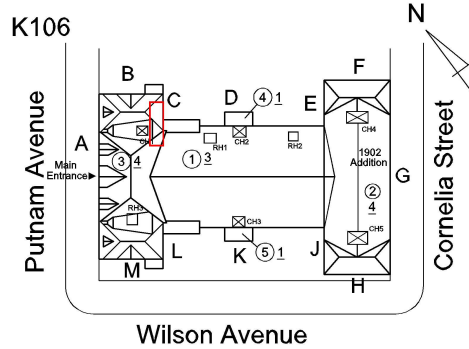 K106
N
B
F
C
D
④ 1
E
A
CH
CH2
CH4
RH1
RH2
Main
Entrance
③ 4
① 3
1902
Addition
G
② 4
RH3
CH3
CH5
L
J
M
K
⑤ 1
H
Putnam Avenue
Cornelia Street
Wilson Avenue